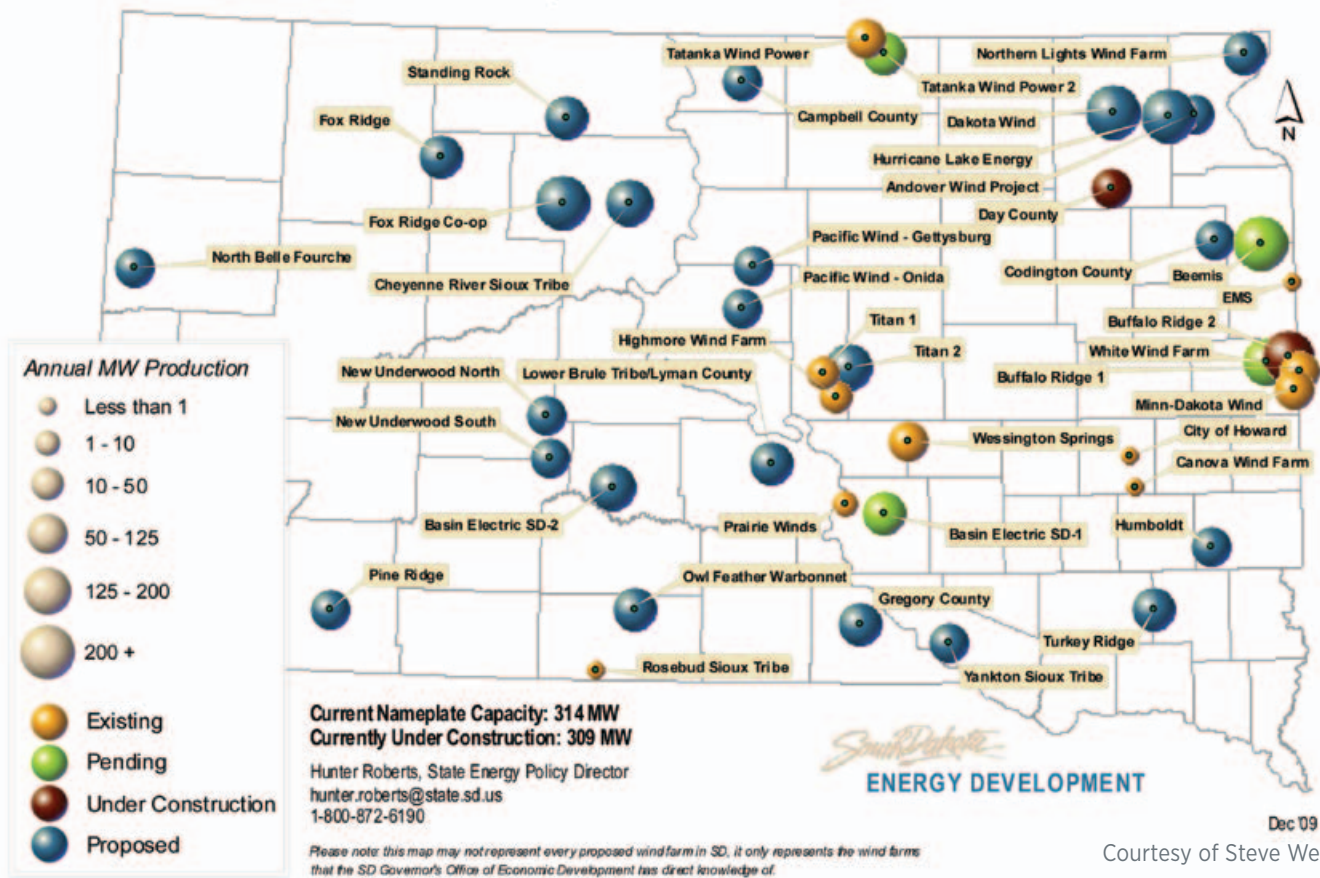 Tatanka Wind Power
Northern Lights Wind Farm
Standing Rock
Tatanka Wind Power 2
Fox Ridge
Campbell County
Dakota Wind
N
Hurricane Lake Energy
Andover Wind Project
Day County
Fox Ridge Co-op
Pacific Wind - Gettysburg
North Belle Fourche
Codington County
Beemis
Cheyenne River Sioux Tribe
Pacific Wind - Onida
EMS
Titan 1
Buffalo Ridge 2
Highmore Wind Farm
Titan 2
White Wind Farm
New Underwood North
Lower Brule Tribe/Lyman County
Buffalo Ridge 1
Minn-Dakota Wind
New Underwood South
Wessington Springs
City of Howard
Canova Wind Farm
Basin Electric SD-2
Prairie Winds
Basin Electric SD-1
Humboldt
Pine Ridge
Owl Feather Warbonnet
Gregory County
Turkey Ridge
Rosebud Sioux Tribe
Yankton Sioux Tribe
Annual MW Production
Less than 1
1 - 10
10 - 50
50 - 125
125 - 200
200 +
Existing
Pending
Under Construction
Proposed
Current Nameplate Capacity: 314 MW
Currently Under Construction: 309 MW
Hunter Roberts, State Energy Policy Director
hunter.roberts@state.sd.us
1-800-872-6190
South Dakota
ENERGY DEVELOPMENT
Dec '09
Please note: this map may not represent every proposed wind farm in SD, it only represents the wind farms
that the SD Governor's Office of Economic Development has direct knowledge of.
Courtesy of Steve We